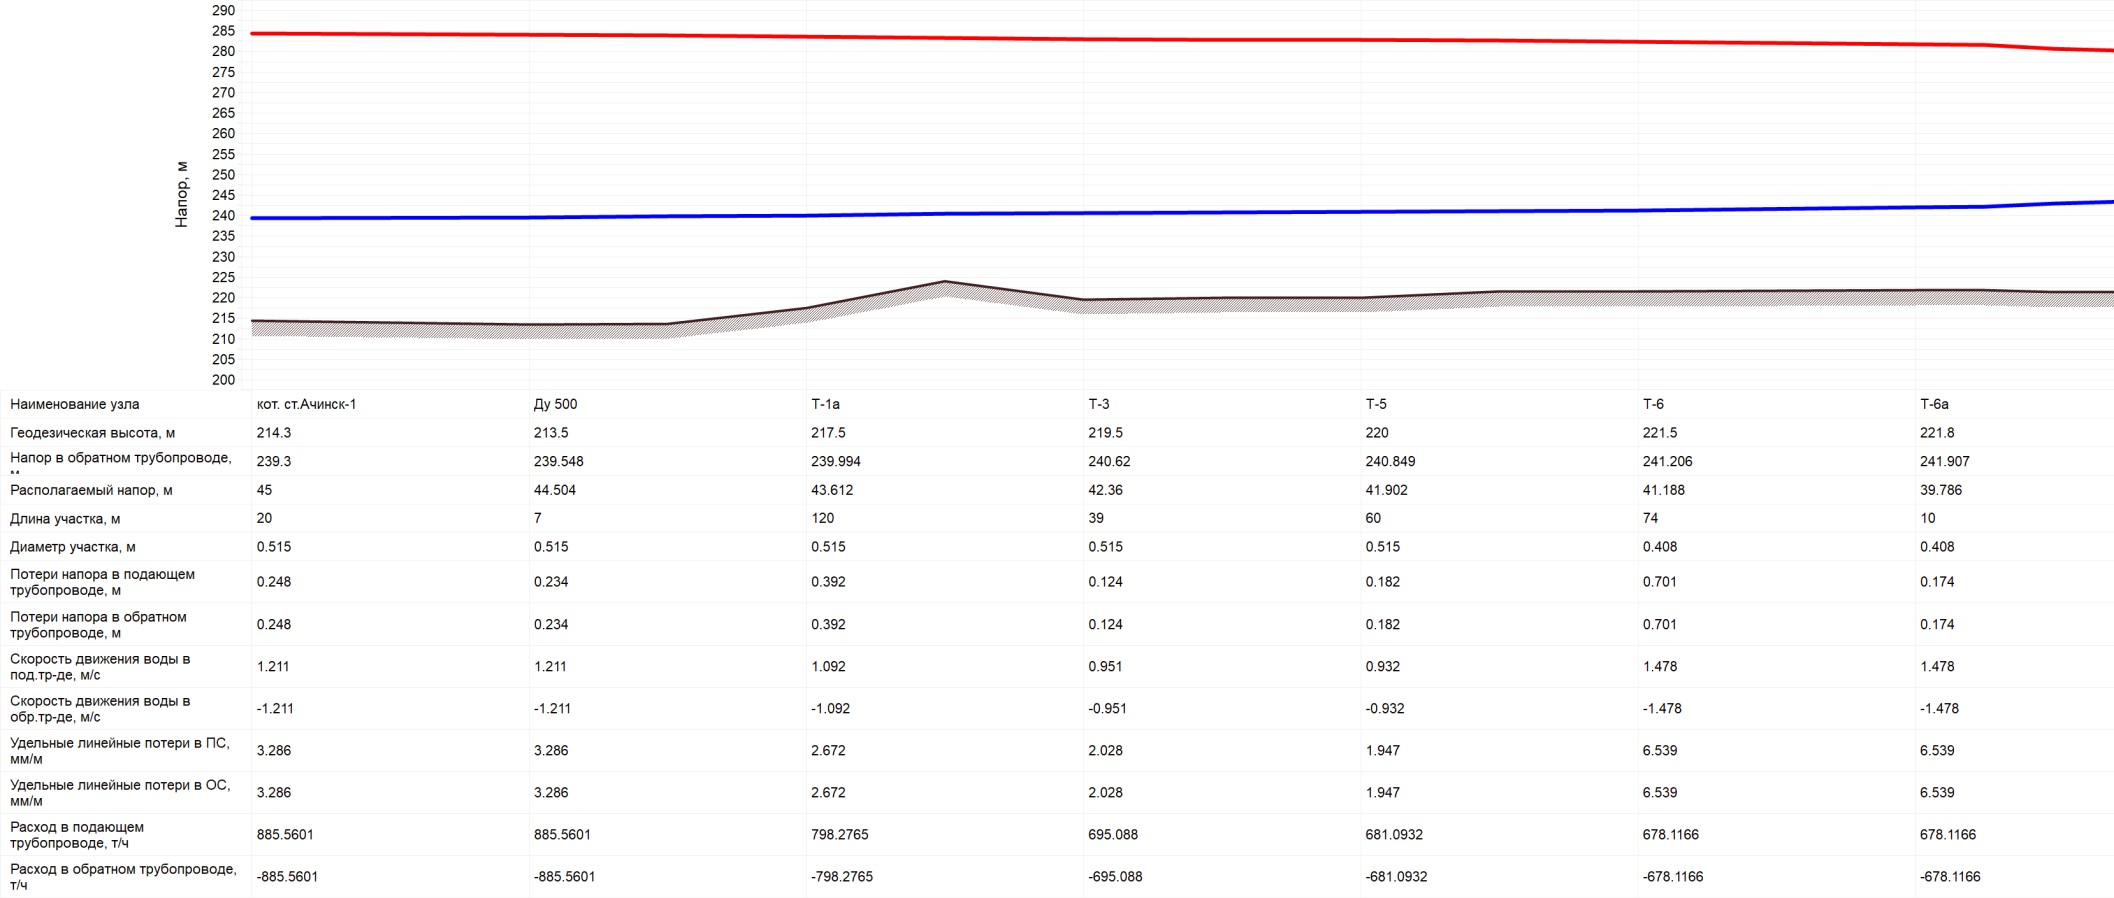 290
285
280
275
270
265
260
255
250
245
240
235
230
225
220
215
210
205
200
Напор, м
Наименование узла кот. ст.Ачинск-1 Ду 500 Т-1а Т-3 Т-5 Т-6 Т-6а
Геодезическая высота, м 214.3 213.5 217.5 219.5 220 221.5 221.8
Напор в обратном трубопроводе, 239.3 239.548 239.994 240.62 240.849 241.206 241.907
Располагаемый напор, м 45 44.504 43.612 42.36 41.902 41.188 39.786
Длина участка, м 20 7 120 39 60 74 10
Диаметр участка, м 0.515 0.515 0.515 0.515 0.515 0.408 0.408
Потери напора в подающем
трубопроводе, м 0.248 0.234 0.392 0.124 0.182 0.701 0.174
Потери напора в обратном
трубопроводе, м 0.248 0.234 0.392 0.124 0.182 0.701 0.174
Скорость движения воды в
под.тр-де, м/с 1.211 1.211 1.092 0.951 0.932 1.478 1.478
Скорость движения воды в
обр.тр-де, м/с -1.211 -1.211 -1.092 -0.951 -0.932 -1.478 -1.478
Удельные линейные потери в ПС,
мм/м 3.286 3.286 2.672 2.028 1.947 6.539 6.539
Удельные линейные потери в ОС,
мм/м 3.286 3.286 2.672 2.028 1.947 6.539 6.539
Расход в подающем
трубопроводе, т/ч 885.5601 885.5601 798.2765 695.088 681.0932 678.1166 678.1166
Расход в обратном трубопроводе,
т/ч -885.5601 -885.5601 -798.2765 -695.088 -681.0932 -678.1166 -678.1166